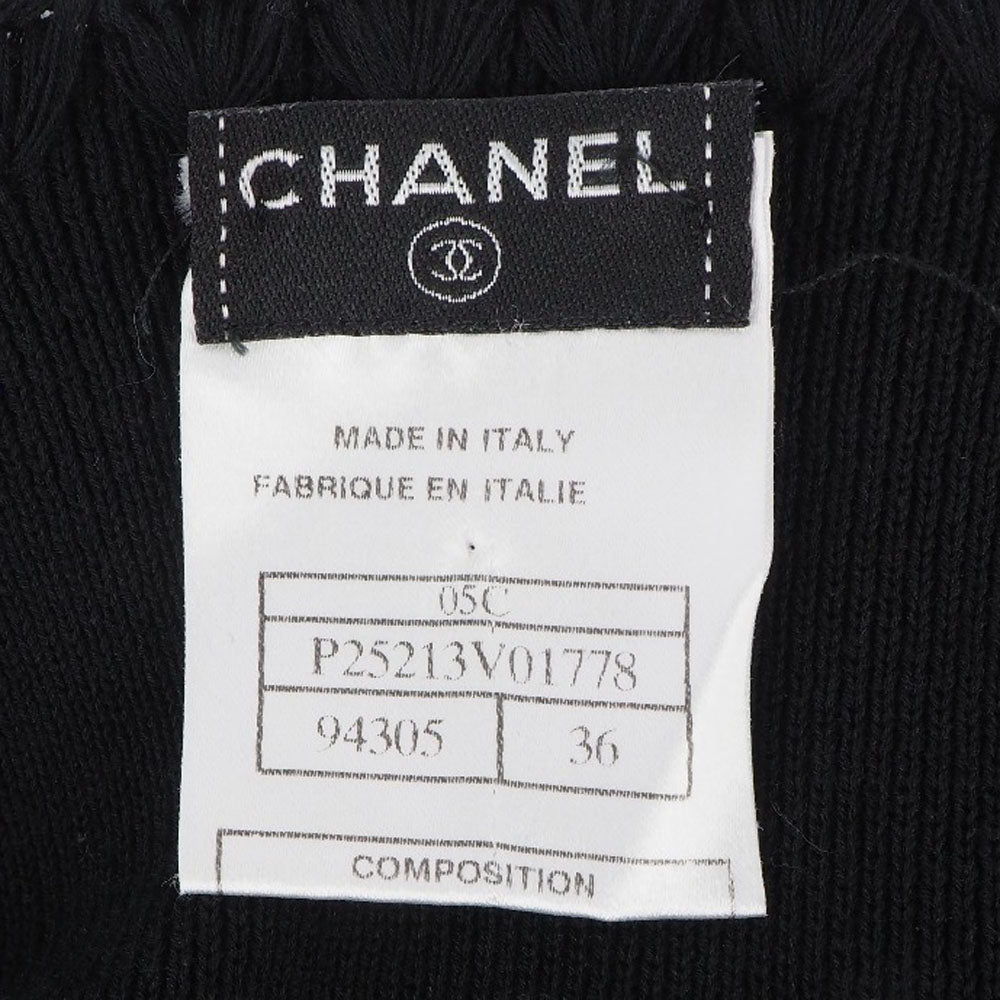 CHANEL
MADE IN ITALY
FABRIQUE EN ITALIE
05C
P25213V01778
94305 36
COMPOSITION